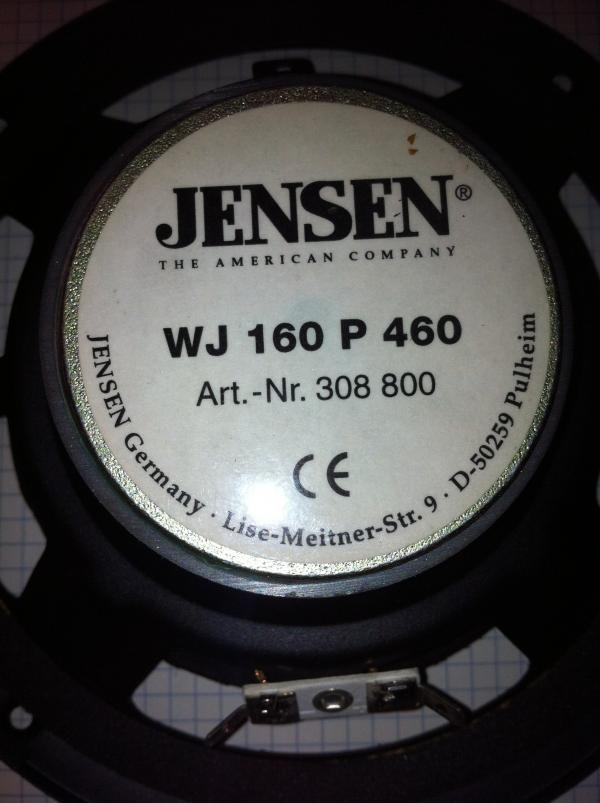 JENSEN®
THE AMERICAN COMPANY
WJ 160 P 460
Art.-Nr. 308 800
CE
JENSEN Germany · Lise-Meitner-Str. 9 · D-50259 Pulheim